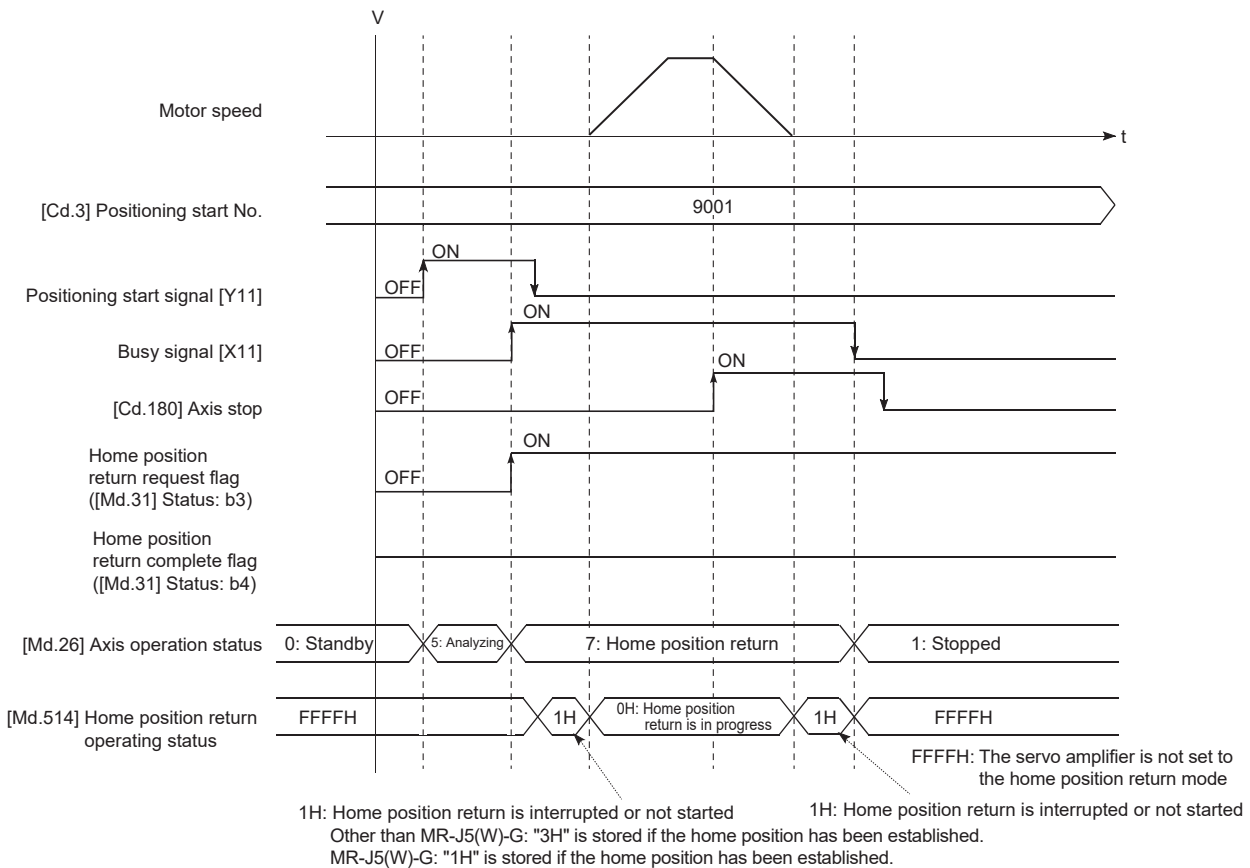 V
Motor speed
t
[Cd.3] Positioning start No.
9001
ON
Positioning start signal [Y11]
OFF
ON
Busy signal [X11]
OFF
ON
[Cd.180] Axis stop
OFF
Home position
return request flag
([Md.31] Status: b3)
ON
OFF
Home position
return complete flag
([Md.31] Status: b4)
[Md.26] Axis operation status
0: Standby
5: Analyzing
7: Home position return
1: Stopped
[Md.514] Home position return
operating status
FFFFH
1H
0H: Home position
return is in progress
1H
FFFFH
FFFFH: The servo amplifier is not set to
the home position return mode
1H: Home position return is interrupted or not started
1H: Home position return is interrupted or not started
Other than MR-J5(W)-G: "3H" is stored if the home position has been established.
MR-J5(W)-G: "1H" is stored if the home position has been established.